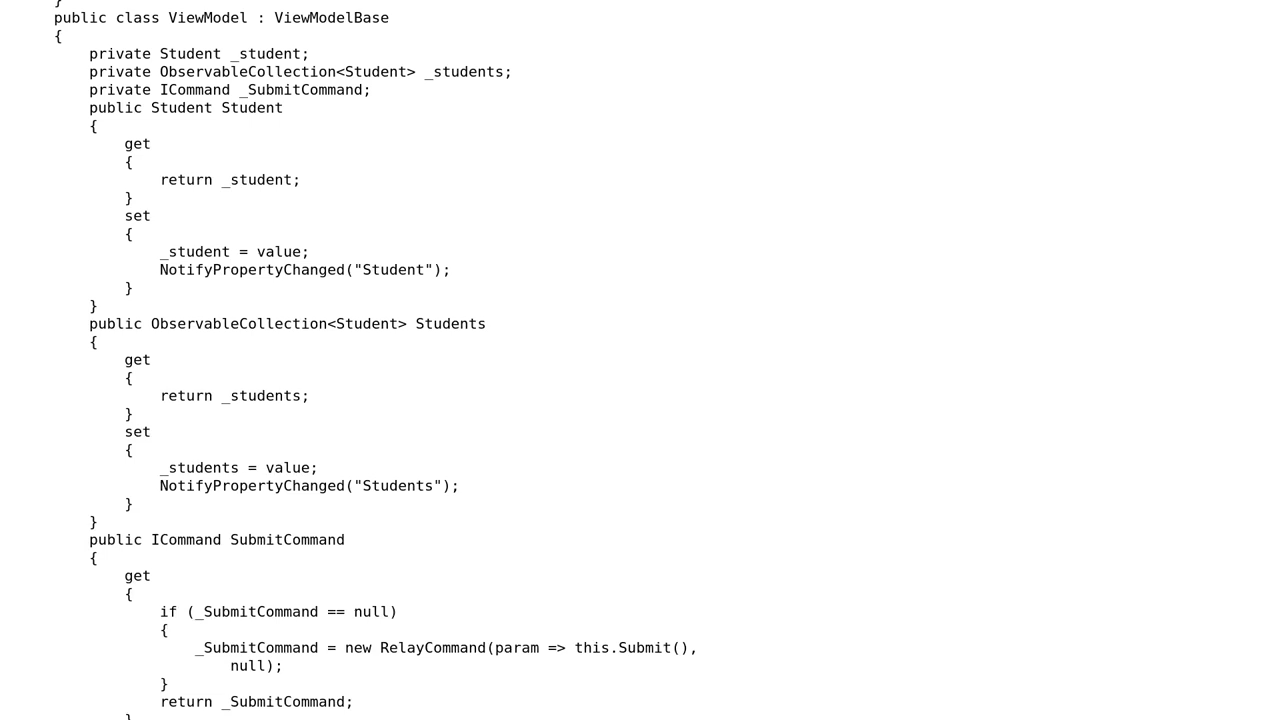 }
public class ViewModel : ViewModelBase
{
    private Student _student;
    private ObservableCollection<Student> _students;
    private ICommand _SubmitCommand;
    public Student Student
    {
        get
        {
            return _student;
        }
        set
        {
            _student = value;
            NotifyPropertyChanged("Student");
        }
    }
    public ObservableCollection<Student> Students
    {
        get
        {
            return _students;
        }
        set
        {
            _students = value;
            NotifyPropertyChanged("Students");
        }
    }
    public ICommand SubmitCommand
    {
        get
        {
            if (_SubmitCommand == null)
            {
                _SubmitCommand = new RelayCommand(param => this.Submit(),
                    null);
            }
            return _SubmitCommand;
        }